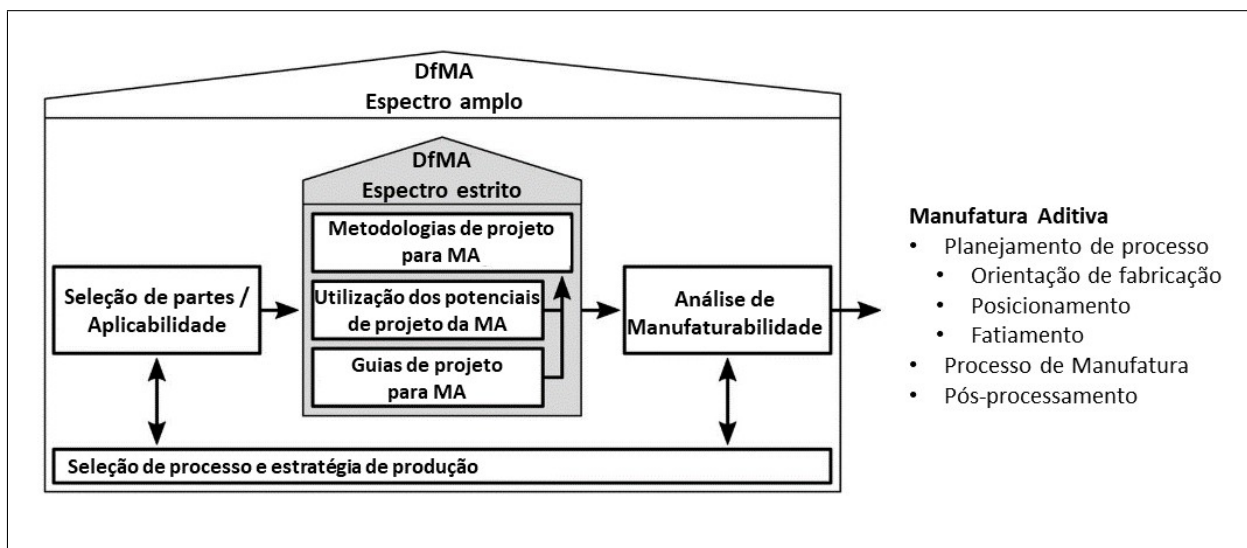 DfMA
Espectro amplo
DfMA
Espectro estrito
Metodologias de projeto
para MA
Seleção de partes /
Aplicabilidade
Utilização dos potenciais
de projeto da MA
Guias de projeto
para MA
Análise de
Manufaturabilidade
Seleção de processo e estratégia de produção
Manufatura Aditiva
• Planejamento de processo
• Orientação de fabricação
• Posicionamento
• Fatiamento
• Processo de Manufatura
• Pós-processamento